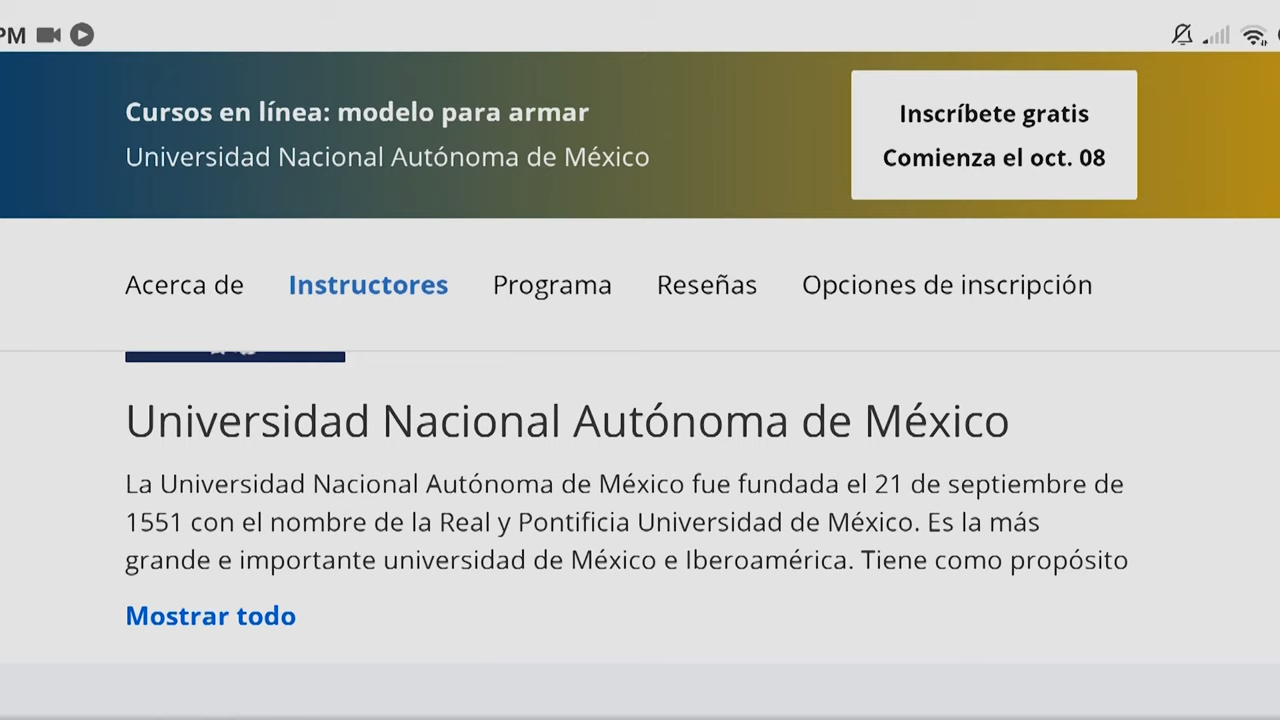 PM
Cursos en línea: modelo para armar
Universidad Nacional Autónoma de México
Inscríbete gratis
Comienza el oct. 08
Acerca de Instructores Programa Reseñas Opciones de inscripción
Universidad Nacional Autónoma de México
La Universidad Nacional Autónoma de México fue fundada el 21 de septiembre de
1551 con el nombre de la Real y Pontificia Universidad de México. Es la más
grande e importante universidad de México e Iberoamérica. Tiene como propósito
Mostrar todo